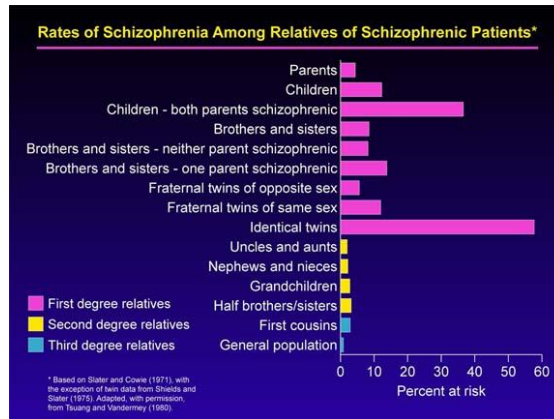 Rates of Schizophrenia Among Relatives of Schizophrenic Patients*
Parents
Children
Children - both parents schizophrenic
Brothers and sisters
Brothers and sisters - neither parent schizophrenic
Brothers and sisters - one parent schizophrenic
Fraternal twins of opposite sex
Fraternal twins of same sex
Identical twins
Uncles and aunts
Nephews and nieces
Grandchildren
Half brothers/sisters
First cousins
General population
First degree relatives
Second degree relatives
Third degree relatives
0 10 20 30 40 50 60
Percent at risk
* Based on Slater and Cowie (1971), with
the exception of twin data from Shields and
Slater (1975). Adapted, with permission,
from Tsuang and Vandermey (1980).